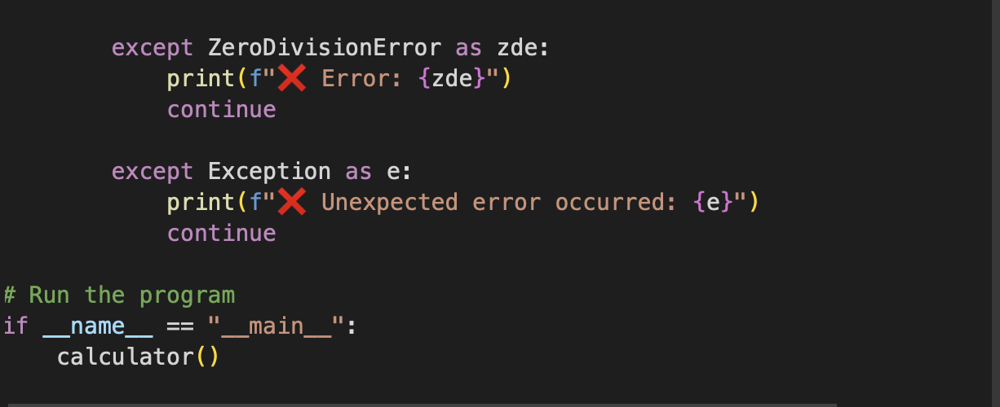 except ZeroDivisionError as zde:
print(f"❌ Error: {zde}")
continue
except Exception as e:
print(f"❌ Unexpected error occurred: {e}")
continue
# Run the program
if __name__ == "__main__":
calculator()